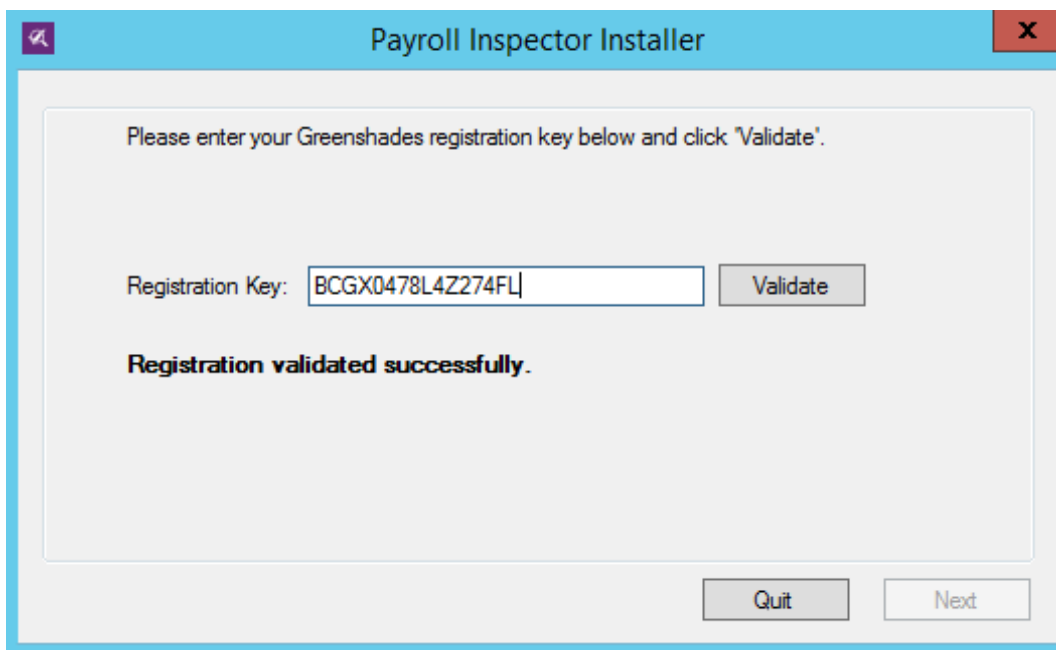 Payroll Inspector Installer
x
Please enter your Greenshades registration key below and click 'Validate'.
Registration Key: BCGX0478L4Z274FL Validate
Registration validated successfully.
Quit Next